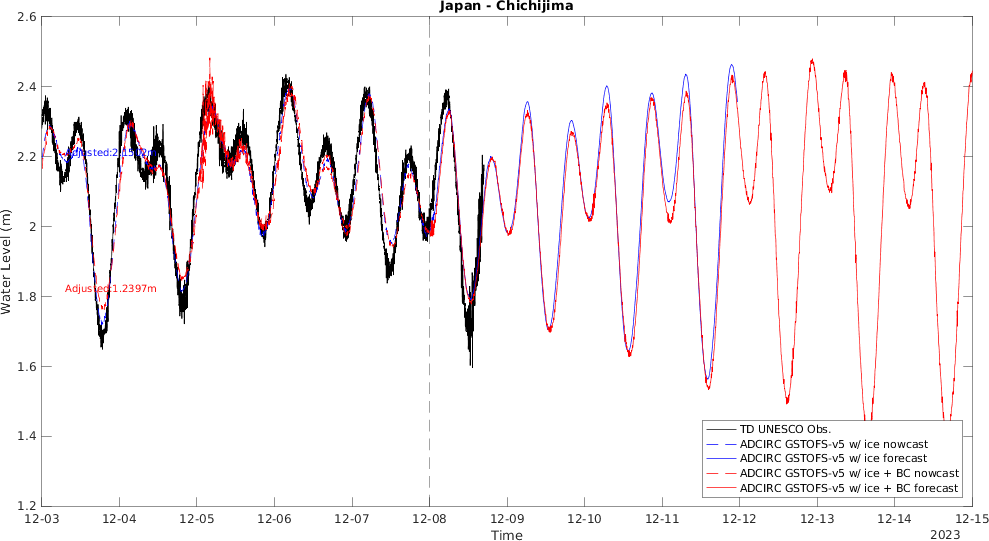 Japan - Chichijima
Water Level (m)
2.6
2.4
2.2
2
1.8
1.6
1.4
1.2
Adjusted:1.2397m
TD UNESCO Obs.
ADCIRC GSTOFS-v5 w/ ice nowcast
ADCIRC GSTOFS-v5 w/ ice forecast
ADCIRC GSTOFS-v5 w/ ice + BC nowcast
ADCIRC GSTOFS-v5 w/ ice + BC forecast
12-03 12-04 12-05 12-06 12-07 12-08 12-09 12-10 12-11 12-12 12-13 12-14 12-15
Time
2023